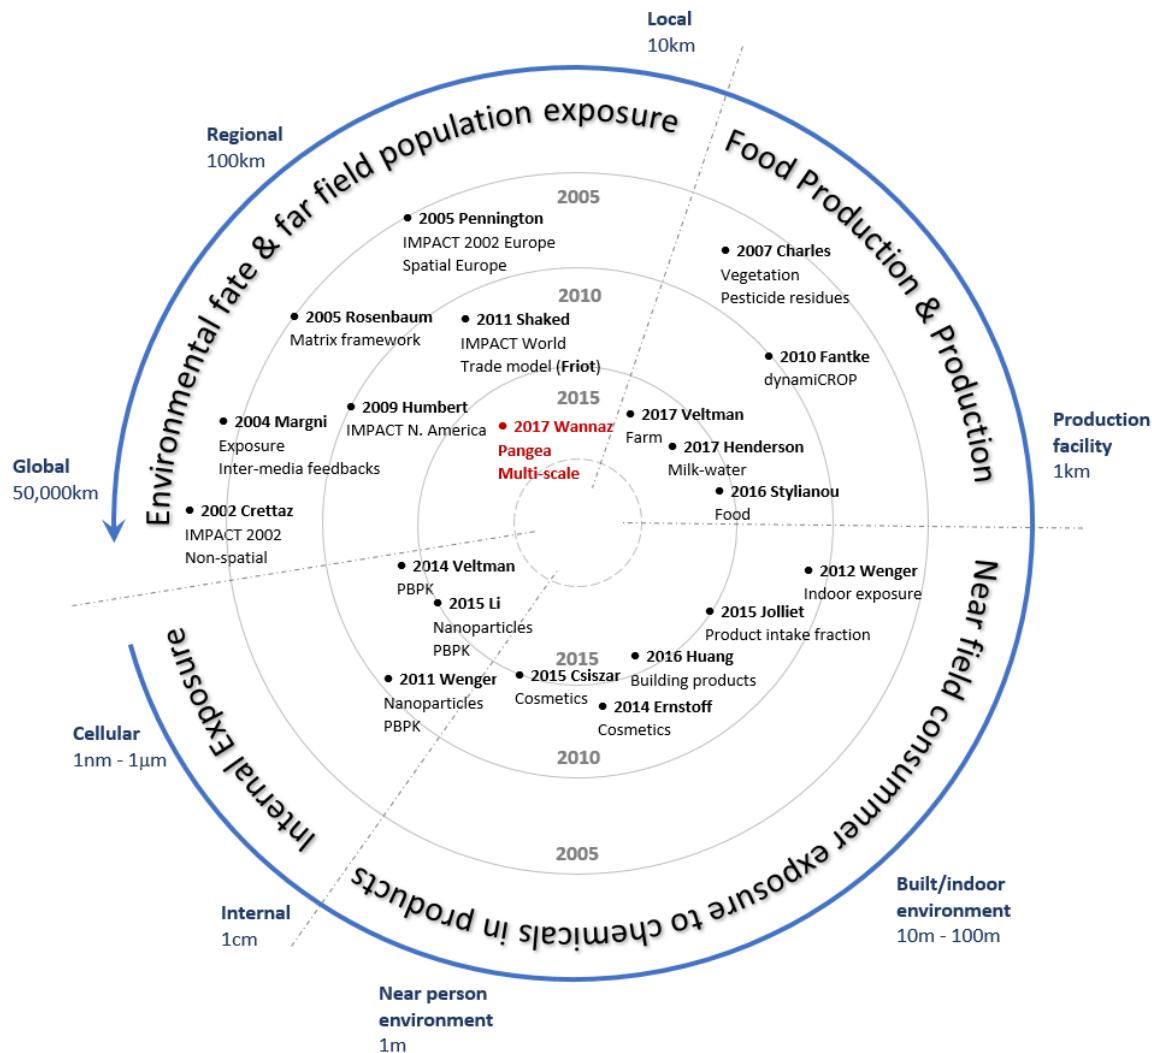 Local
10km
Regional
100km
Environmental fate & far field population exposure
Food Production & Production
2005
2005 Pennington
IMPACT 2002 Europe
Spatial Europe
2007 Charles
Vegetation
Pesticide residues
2010
2005 Rosenbaum
Matrix framework
2011 Shaked
IMPACT World
Trade model (Friot)
2010 Fantke
dynamiCROP
2015
2009 Humbert
IMPACT N. America
2004 Margni
Exposure
Inter-media feedbacks
2017 Wannaz
Pangea
Multi-scale
2017 Veltman
Farm
2017 Henderson
Milk-water
2016 Stylianou
Food
Production
facility
1km
Global
50,000km
2002 Crettaz
IMPACT 2002
Non-spatial
2014 Veltman
PBPK
2015 Li
Nanoparticles
PBPK
2011 Wenger
Nanoparticles
PBPK
2012 Wenger
Indoor exposure
2015 Jolliet
Product intake fraction
2016 Huang
Building products
2015
2015 Csiszar
Cosmetics
2014 Ernstoff
Cosmetics
2010
2005
Near field consummer exposure to chemicals in products
Internal Exposure
Cellular
1nm - 1µm
Internal
1cm
Built/indoor
environment
10m - 100m
Near person
environment
1m